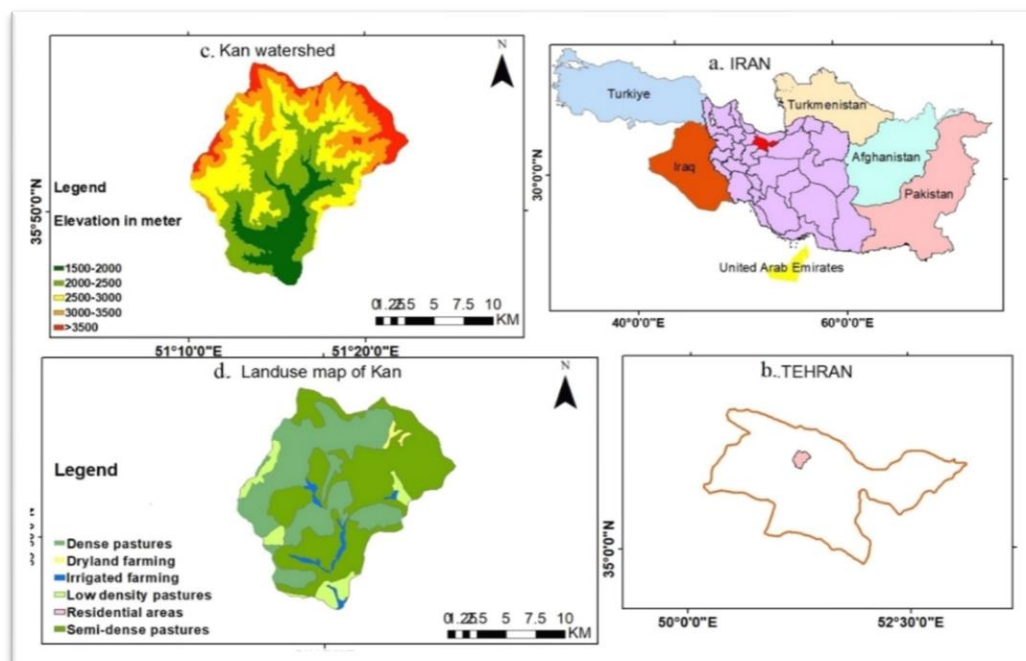 c. Kan watershed
N
35°50'0"N
Legend
Elevation in meter
1500-2000
2000-2500
2500-3000
3000-3500
>3500
0 1.25 2.5 5 7.5 10
KM
51°10'0"E
51°20'0"E
a. IRAN
Turkiye
Turkmenistan
Iraq
Afghanistan
Pakistan
United Arab Emirates
30°0'0"N
40°0'0"E
60°0'0"E
d. Landuse map of Kan
N
Legend
Dense pastures
Dryland farming
Irrigated farming
Low density pastures
Residential areas
Semi-dense pastures
0 1.25 2.5 5 7.5 10
KM
b. TEHRAN
35°0'0"N
50°0'0"E
52°30'0"E